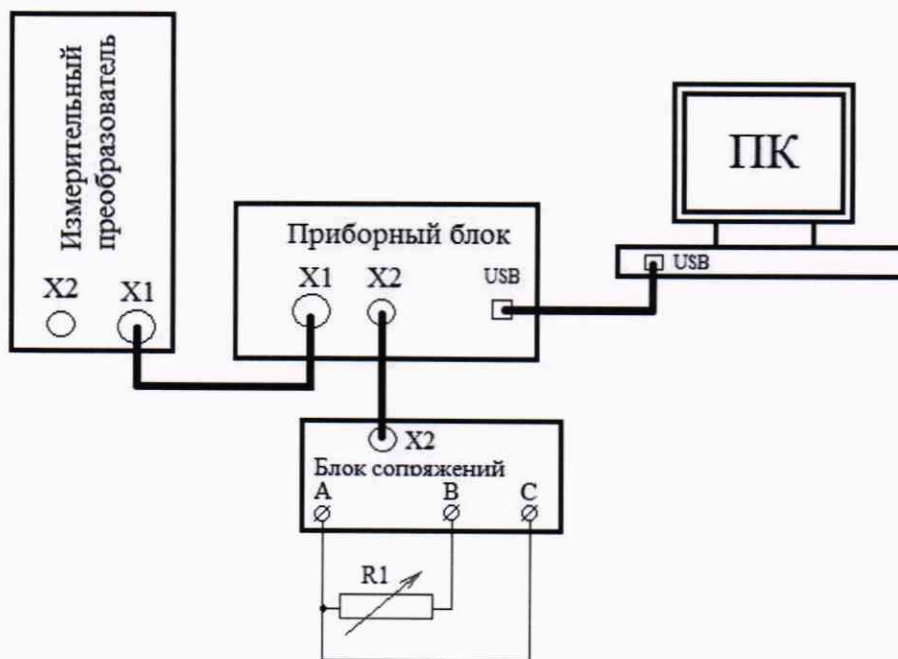 Измерительный
преобразователь
X2
X1
Приборный блок
X1
X2
USB
ПК
USB
X2
Блок сопряжений
A
B
C
R1